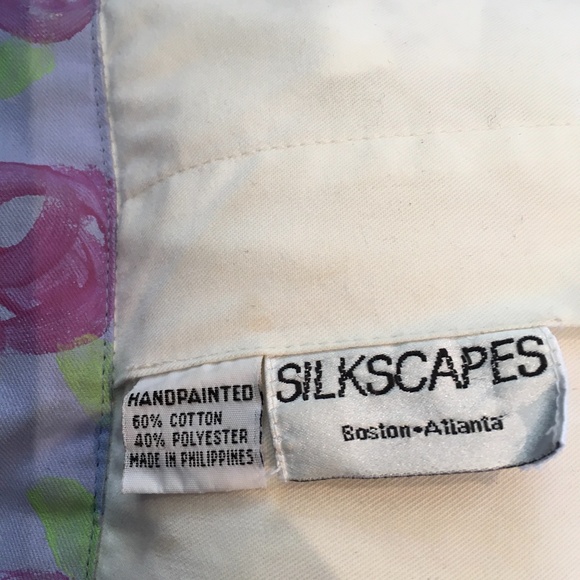 HANDPAINTED
60% COTTON
40% POLYESTER
MADE IN PHILIPPINES
SILKSCAPES
Boston•Atlanta